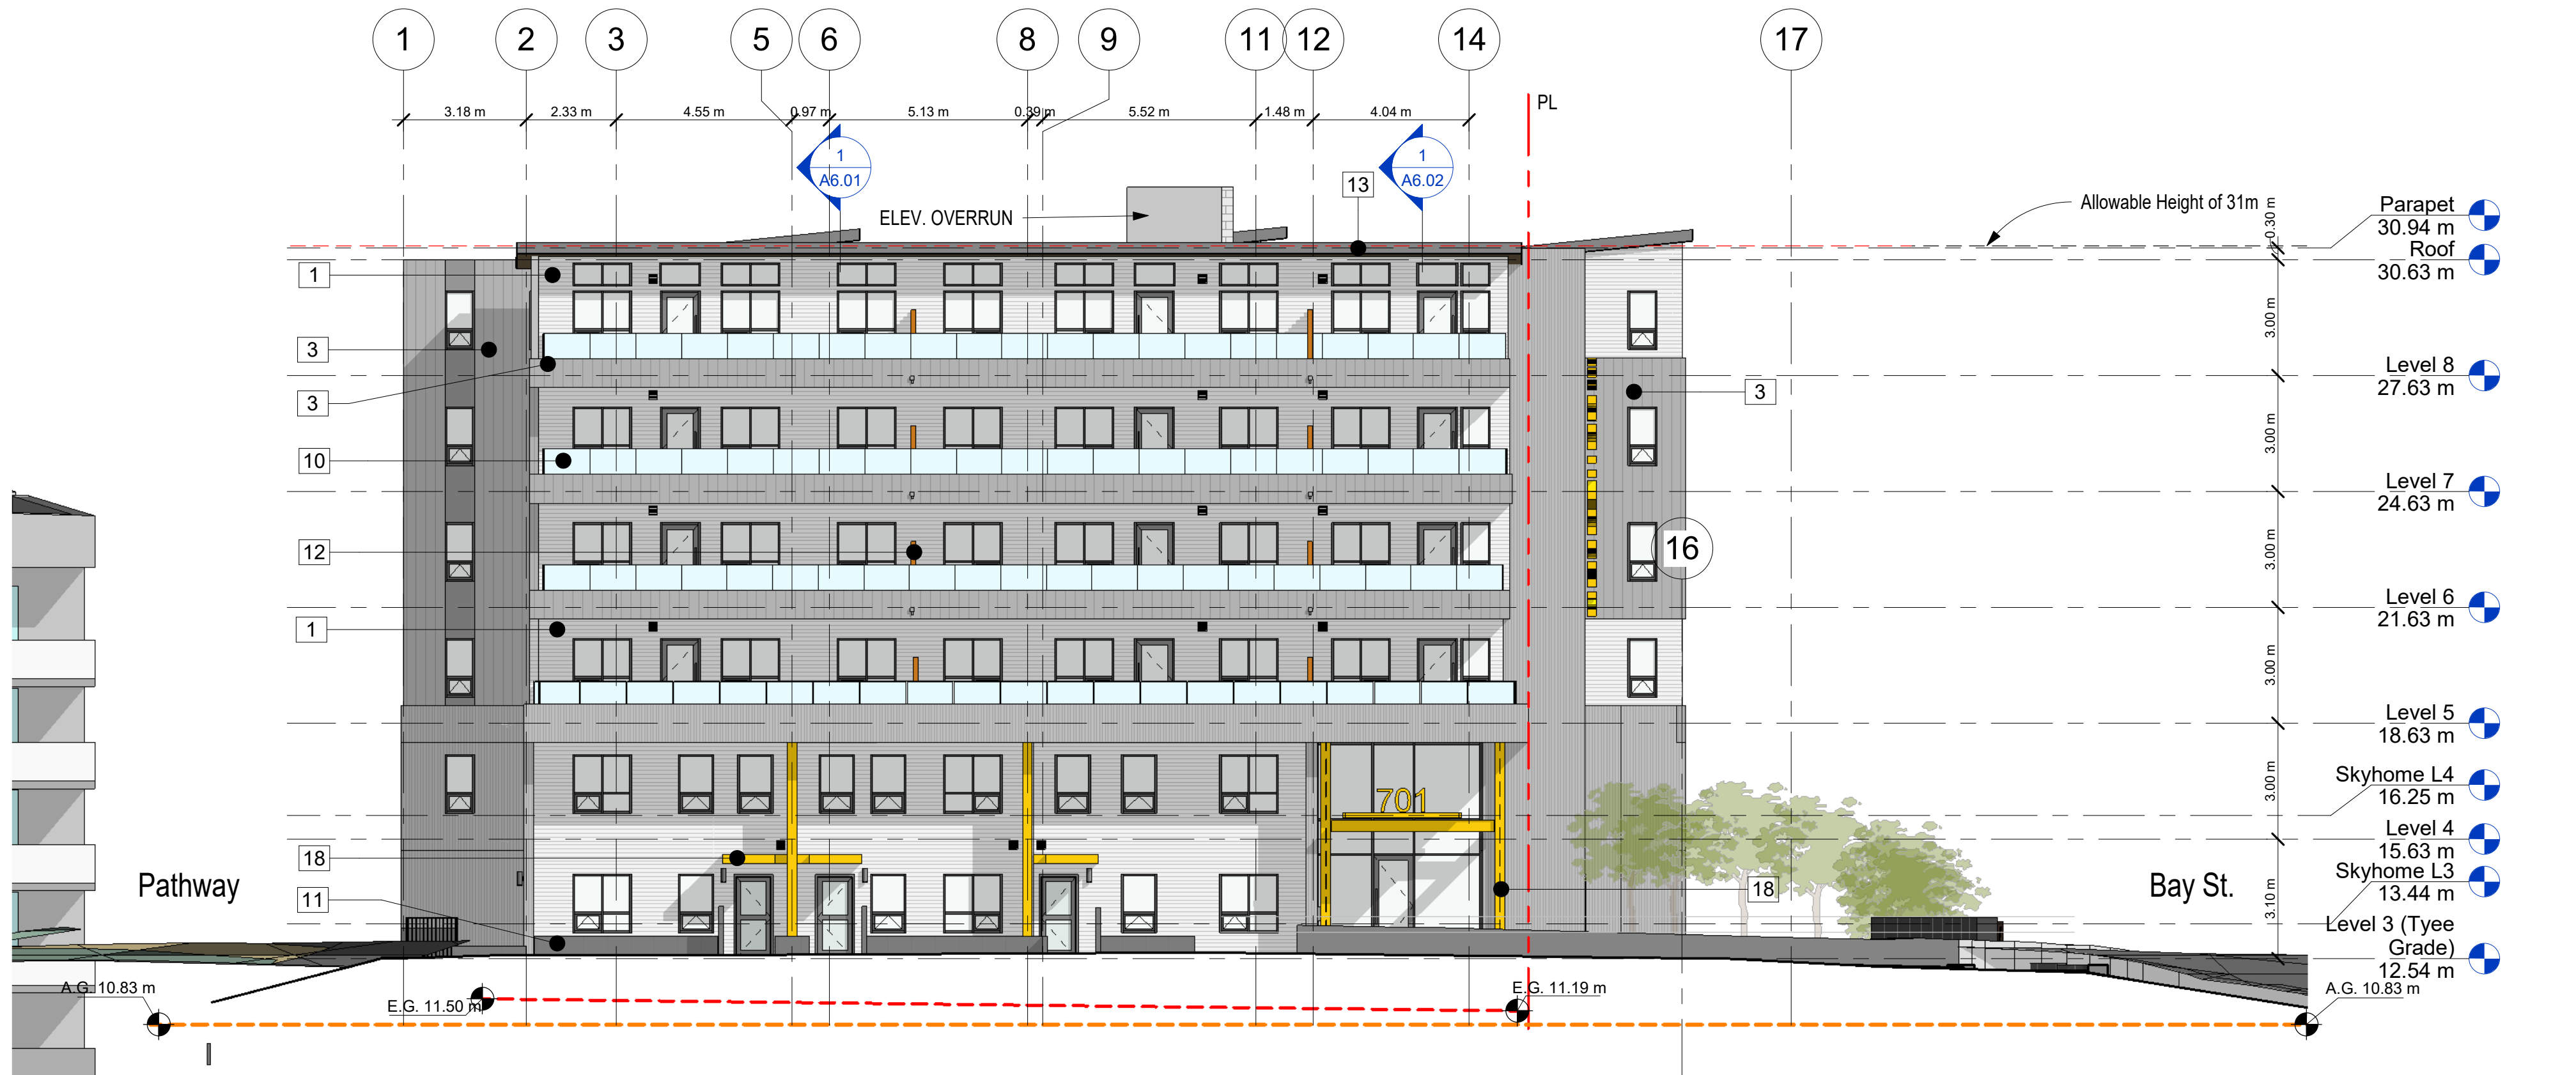 1 2 3 5 6 8 9 11 12 14 17
PL
3.18 m 2.33 m 4.55 m 0.97 m 5.13 m 0.39 m 5.52 m 1.48 m 4.04 m
1
A6.01
1
A6.02
13
ELEV. OVERRUN
Allowable Height of 31m
0.30 m
Parapet
30.94 m
Roof
30.63 m
1
3.00 m
3
Level 8
27.63 m
3
3
3.00 m
10
Level 7
24.63 m
12
16
3.00 m
Level 6
21.63 m
1
3.00 m
Level 5
18.63 m
3.00 m
Skyhome L4
16.25 m
701
Level 4
15.63 m
18
Pathway
Skyhome L3
13.44 m
18
Bay St.
11
3.10 m
Level 3 (Tyee
Grade)
12.54 m
A.G. 10.83 m
E.G. 11.50 m
E.G. 11.19 m
A.G. 10.83 m